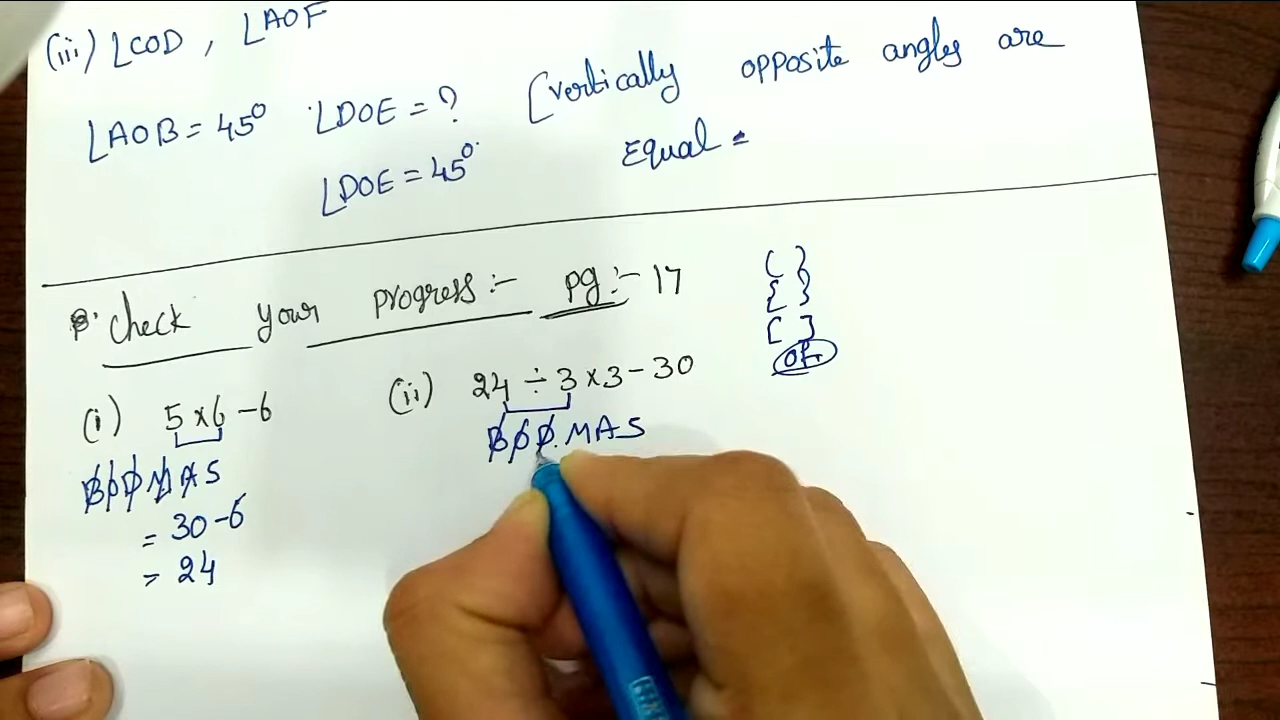 (iii) ∠COD , ∠AOF
∠AOB = 45° ∠DOE = ? [vertically opposite angles are
∠DOE = 45° Equal
check your progress :- pg :- 17
( }
{ }
[ ]
of
(i) 5 × 6 - 6
BODMAS
= 30 - 6
= 24
(ii) 24 ÷ 3 × 3 - 30
BODMAS